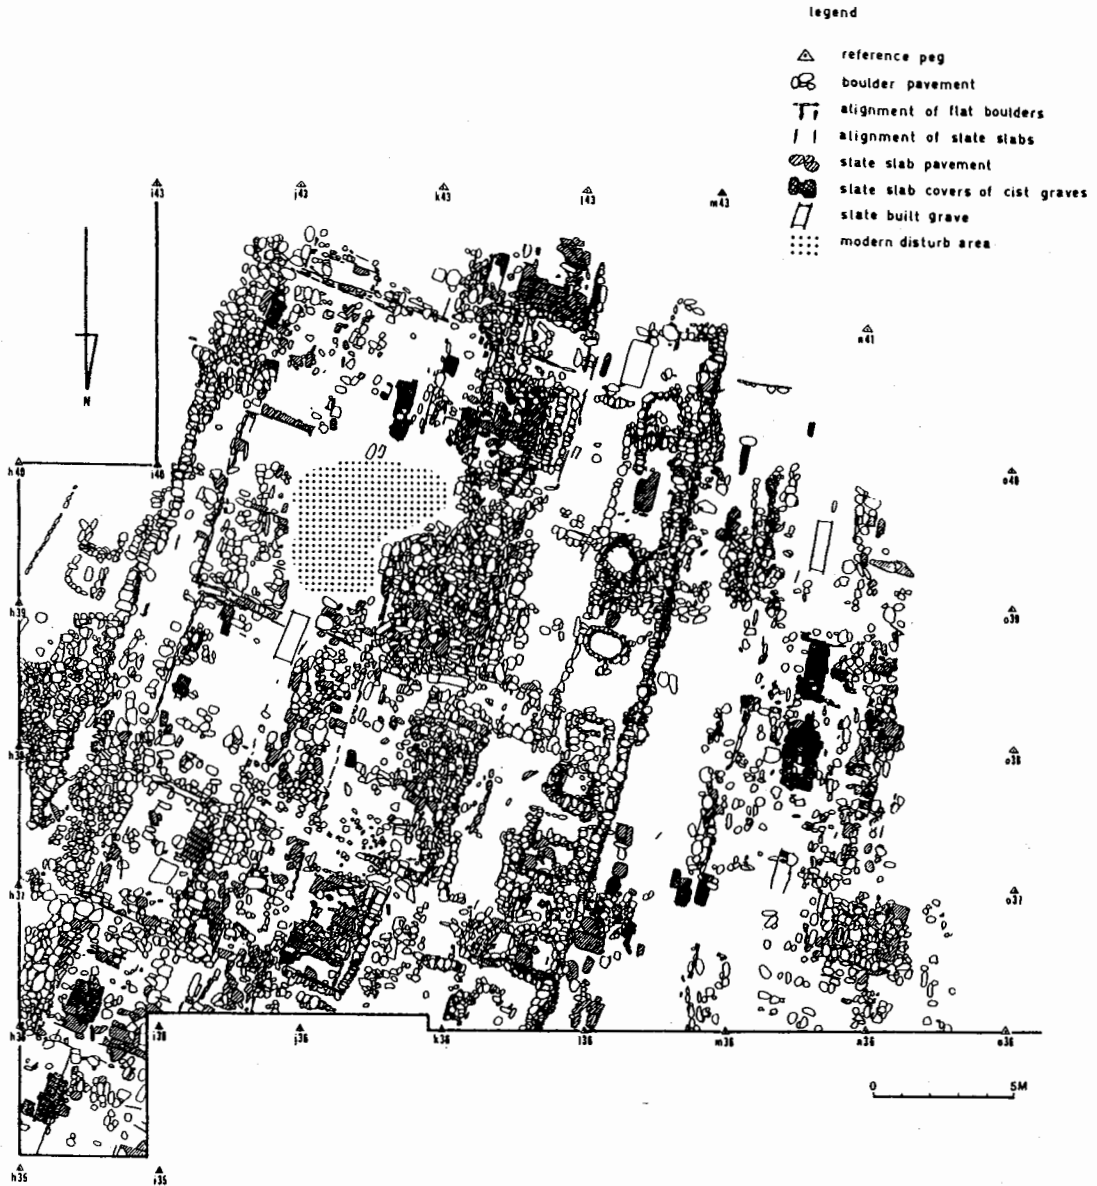 legend
reference peg
boulder pavement
alignment of flat boulders
alignment of slate slabs
slate slab pavement
slate slab covers of cist graves
slate built grave
modern disturb area
i43
j43
k43
l43
m43
n41
N
h40
i40
o40
h39
o39
h38
o38
h37
o37
h36
i36
j36
k36
l36
m36
n36
o36
0
5M
h35
i35